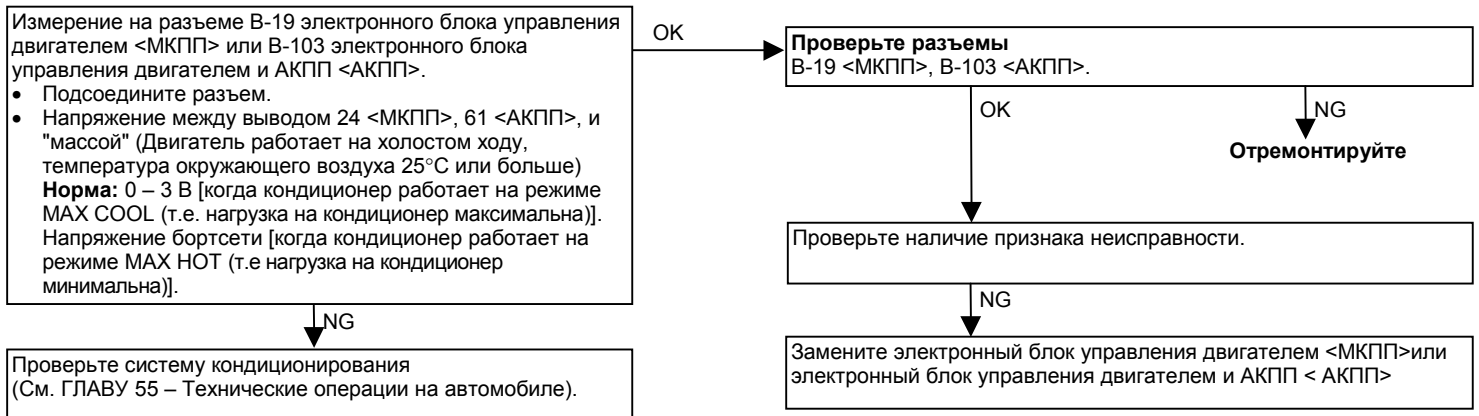 Измерение на разъеме B-19 электронного блока управления
двигателем <МКПП> или B-103 электронного блока
управления двигателем и АКПП <АКПП>.
• Подсоедините разъем.
• Напряжение между выводом 24 <МКПП>, 61 <АКПП>, и
"массой" (Двигатель работает на холостом ходу,
температура окружающего воздуха 25°С или больше)
Норма: 0 – 3 В [когда кондиционер работает на режиме
MAX COOL (т.е. нагрузка на кондиционер максимальна)].
Напряжение бортсети [когда кондиционер работает на
режиме MAX HOT (т.е нагрузка на кондиционер
минимальна)].
OK
Проверьте разъемы
B-19 <МКПП>, B-103 <АКПП>.
OK
NG
Отремонтируйте
Проверьте наличие признака неисправности.
NG
Замените электронный блок управления двигателем <МКПП>или
электронный блок управления двигателем и АКПП < АКПП>
NG
Проверьте систему кондиционирования
(См. ГЛАВУ 55 – Технические операции на автомобиле).